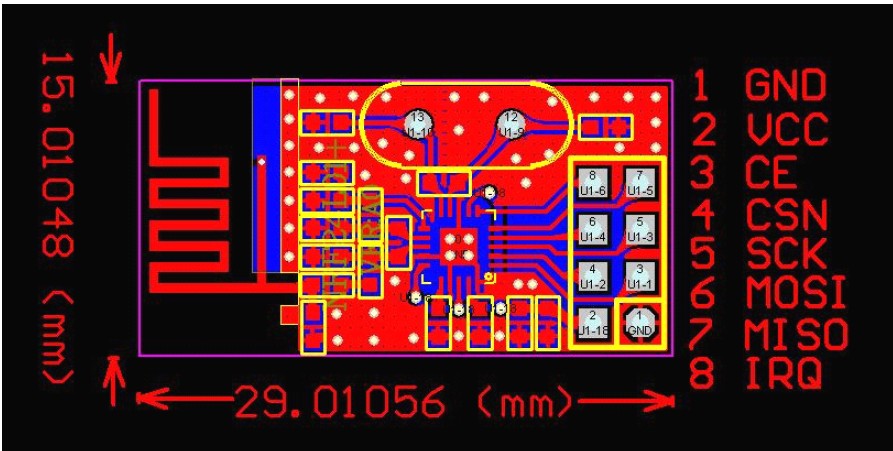 15.01048 (mm)
29.01056 (mm)
1 GND
2 VCC
3 CE
4 CSN
5 SCK
6 MOSI
7 MISO
8 IRQ
13
U1-10
12
U1-9
8
U1-6
7
U1-5
6
U1-4
5
U1-3
4
U1-2
3
U1-1
2
U1-18
1
GND